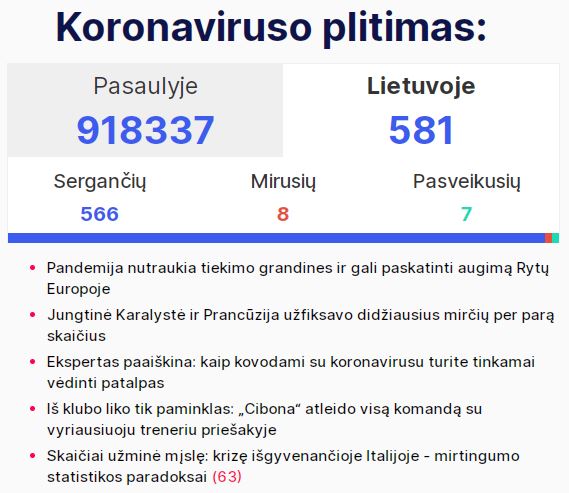 Koronaviruso plitimas:
Pasaulyje
918337
Lietuvoje
581
Sergančių
566
Mirusių
8
Pasveikusių
7
Pandemija nutraukia tiekimo grandines ir gali paskatinti augimą Rytų
Europoje
Jungtinė Karalystė ir Prancūzija užfiksavo didžiausius mirčių per parą
skaičius
Ekspertas paaiškina: kaip kovodami su koronavirusu turite tinkamai
vėdinti patalpas
Iš klubo liko tik paminklas: „Cibona“ atleido visą komandą su
vyriausiuoju treneriu priešakyje
Skaičiai užminė mįslę: krizę išgyvenančioje Italijoje - mirtingumo
statistikos paradoksai (63)